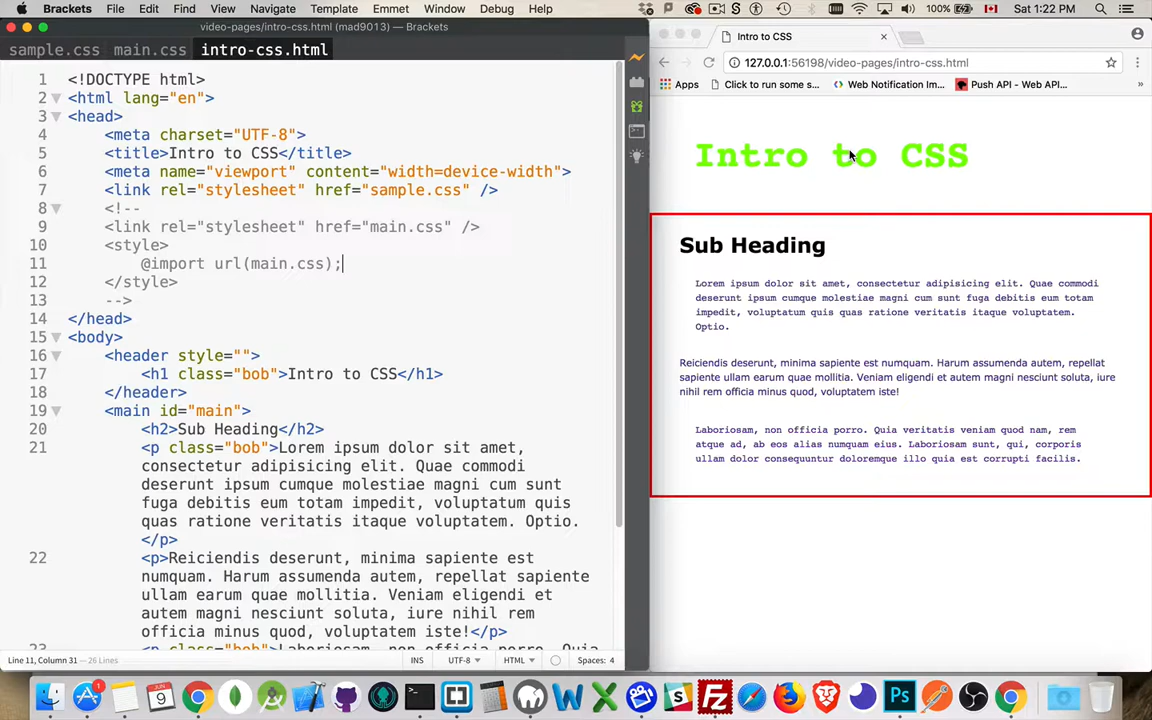 Brackets File Edit Find View Navigate Template Emmet Window Debug Help 100% Sat 1:22 PM
video-pages/intro-css.html (mad9013) — Brackets
sample.css main.css intro-css.html
1 <!DOCTYPE html>
2 <html lang="en">
3 <head>
4 <meta charset="UTF-8">
5 <title>Intro to CSS</title>
6 <meta name="viewport" content="width=device-width">
7 <link rel="stylesheet" href="sample.css" />
8 <!--
9 <link rel="stylesheet" href="main.css" />
10 <style>
11 @import url(main.css);
12 </style>
13 -->
14 </head>
15 <body>
16 <header style="">
17 <h1 class="bob">Intro to CSS</h1>
18 </header>
19 <main id="main">
20 <h2>Sub Heading</h2>
21 <p class="bob">Lorem ipsum dolor sit amet,
consectetur adipisicing elit. Quae commodi
deserunt ipsum cumque molestiae magni cum sunt
fuga debitis eum totam impedit, voluptatum quis
quas ratione veritatis itaque voluptatem. Optio.
</p>
22 <p>Reiciendis deserunt, minima sapiente est
numquam. Harum assumenda autem, repellat sapiente
ullam earum quae mollitia. Veniam eligendi et
autem magni nesciunt soluta, iure nihil rem
officia minus quod, voluptatem iste!</p>
23 <p class="bob">Laboriosam, non officia porro. Quia
Line 11, Column 31 — 26 Lines INS UTF-8 HTML Spaces: 4
Intro to CSS
127.0.0.1:56198/video-pages/intro-css.html
Apps Click to run some s... Web Notification Im... Push API - Web API... »
Intro to CSS
Sub Heading
Lorem ipsum dolor sit amet, consectetur adipisicing elit. Quae commodi
deserunt ipsum cumque molestiae magni cum sunt fuga debitis eum totam
impedit, voluptatum quis quas ratione veritatis itaque voluptatem.
Optio.
Reiciendis deserunt, minima sapiente est numquam. Harum assumenda autem, repellat
sapiente ullam earum quae mollitia. Veniam eligendi et autem magni nesciunt soluta, iure
nihil rem officia minus quod, voluptatem iste!
Laboriosam, non officia porro. Quia veritatis veniam quod nam, rem
atque ad, ab eos alias numquam eius. Laboriosam sunt, qui, corporis
ullam dolor consequuntur doloremque illo quia est corrupti facilis.